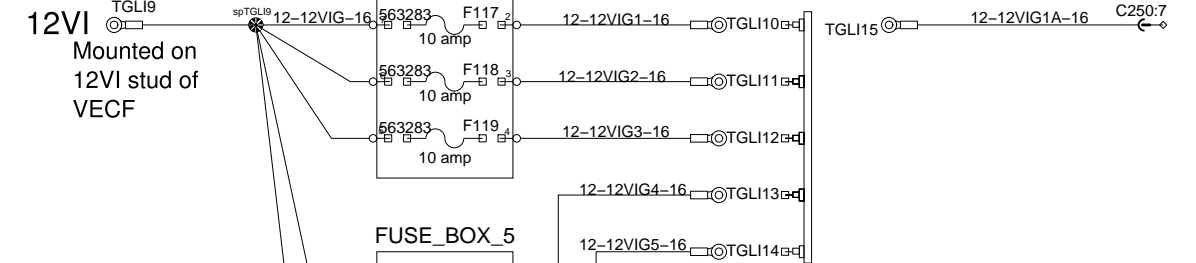 TGLI9
12VI
Mounted on
12VI stud of
VECF
spTGLI9
12−12VIG−16
563283 F117 2
10 amp
12−12VIG1−16
TGLI10
563283 F118 3
10 amp
12−12VIG2−16
TGLI11
563283 F119 4
10 amp
12−12VIG3−16
TGLI12
12−12VIG4−16
TGLI13
FUSE_BOX_5
12−12VIG5−16
TGLI14
TGLI15
12−12VIG1A−16
C250:7